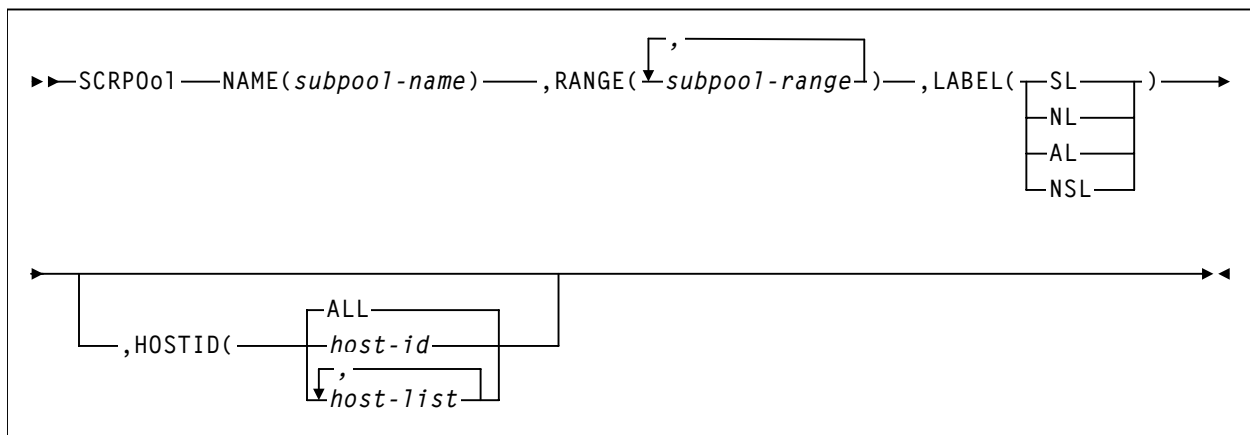 ,
SCRPOol NAME(subpool-name) ,RANGE( subpool-range ) ,LABEL( SL )
NL
AL
NSL
ALL
,HOSTID( host-id
,
host-list